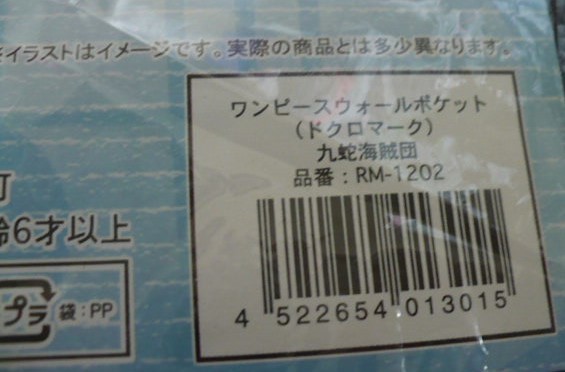 イラストはイメージです。実際の商品とは多少異なります。
ワンピースウォールポケット
（ドクロマーク）
九蛇海賊団
品番：RM-1202
齢6才以上
プラ 袋：PP
4 522654 013015